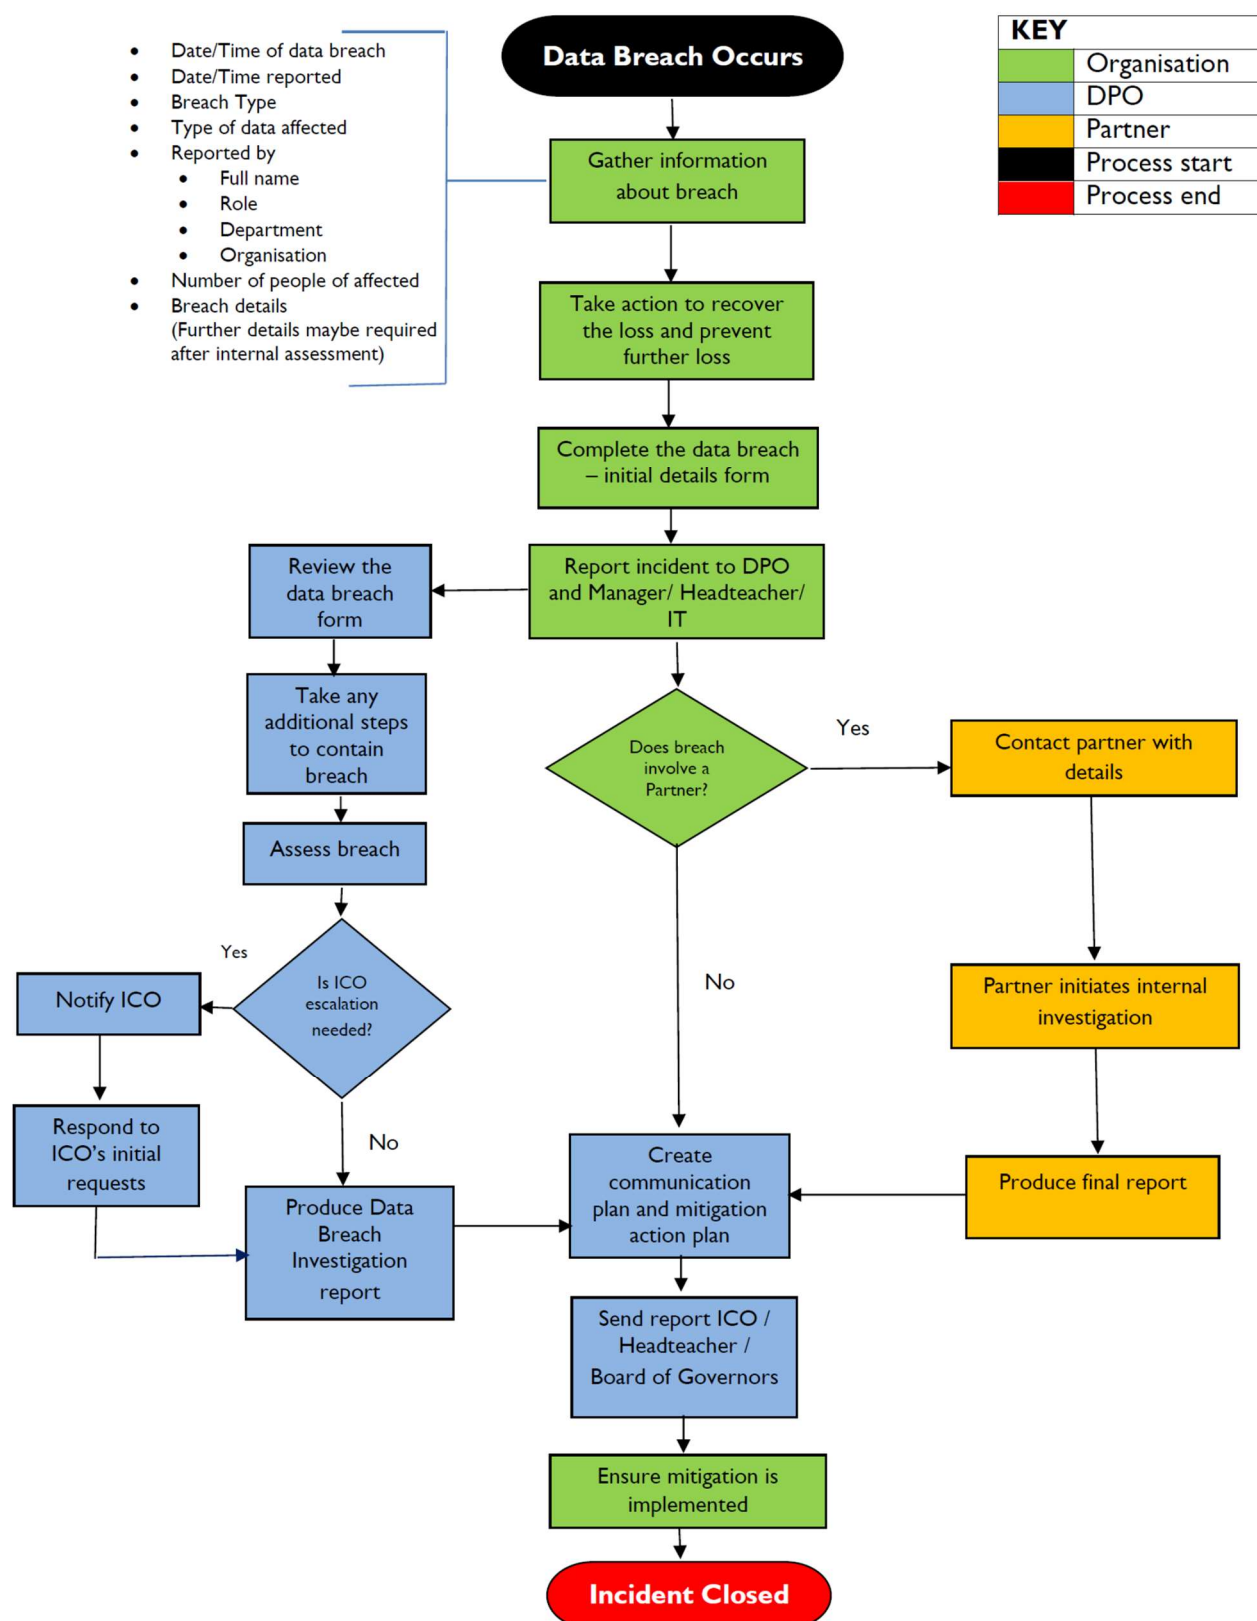 • Date/Time of data breach
• Date/Time reported
• Breach Type
• Type of data affected
• Reported by
• Full name
• Role
• Department
• Organisation
• Number of people of affected
• Breach details
(Further details maybe required
after internal assessment)
Data Breach Occurs
KEY
Organisation
DPO
Partner
Process start
Process end
Gather information
about breach
Take action to recover
the loss and prevent
further loss
Complete the data breach
– initial details form
Report incident to DPO
and Manager/ Headteacher/
IT
Review the
data breach
form
Take any
additional steps
to contain
breach
Assess breach
Is ICO
escalation
needed?
Yes
Notify ICO
Respond to
ICO's initial
requests
No
Produce Data
Breach
Investigation
report
Does breach
involve a
Partner?
Yes
Contact partner with
details
Partner initiates internal
investigation
Produce final report
No
Create
communication
plan and mitigation
action plan
Send report ICO /
Headteacher /
Board of Governors
Ensure mitigation is
implemented
Incident Closed